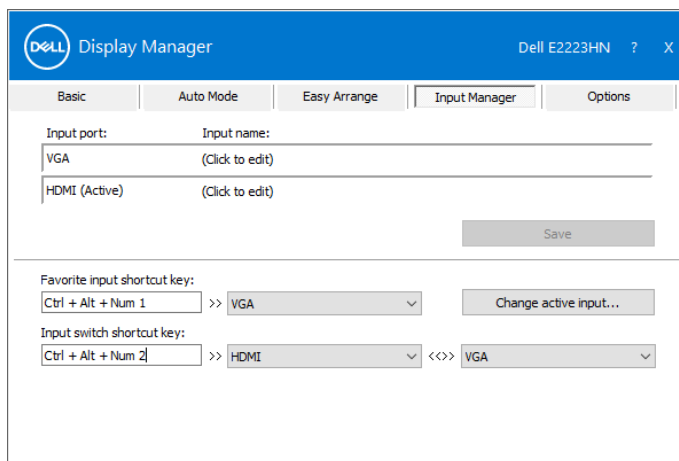 DELL Display Manager Dell E2223HN ? X
Basic Auto Mode Easy Arrange Input Manager Options
Input port: Input name:
VGA (Click to edit)
HDMI (Active) (Click to edit)
Save
Favorite input shortcut key:
Ctrl + Alt + Num 1 >> VGA Change active input...
Input switch shortcut key:
Ctrl + Alt + Num 2 >> HDMI <<>> VGA